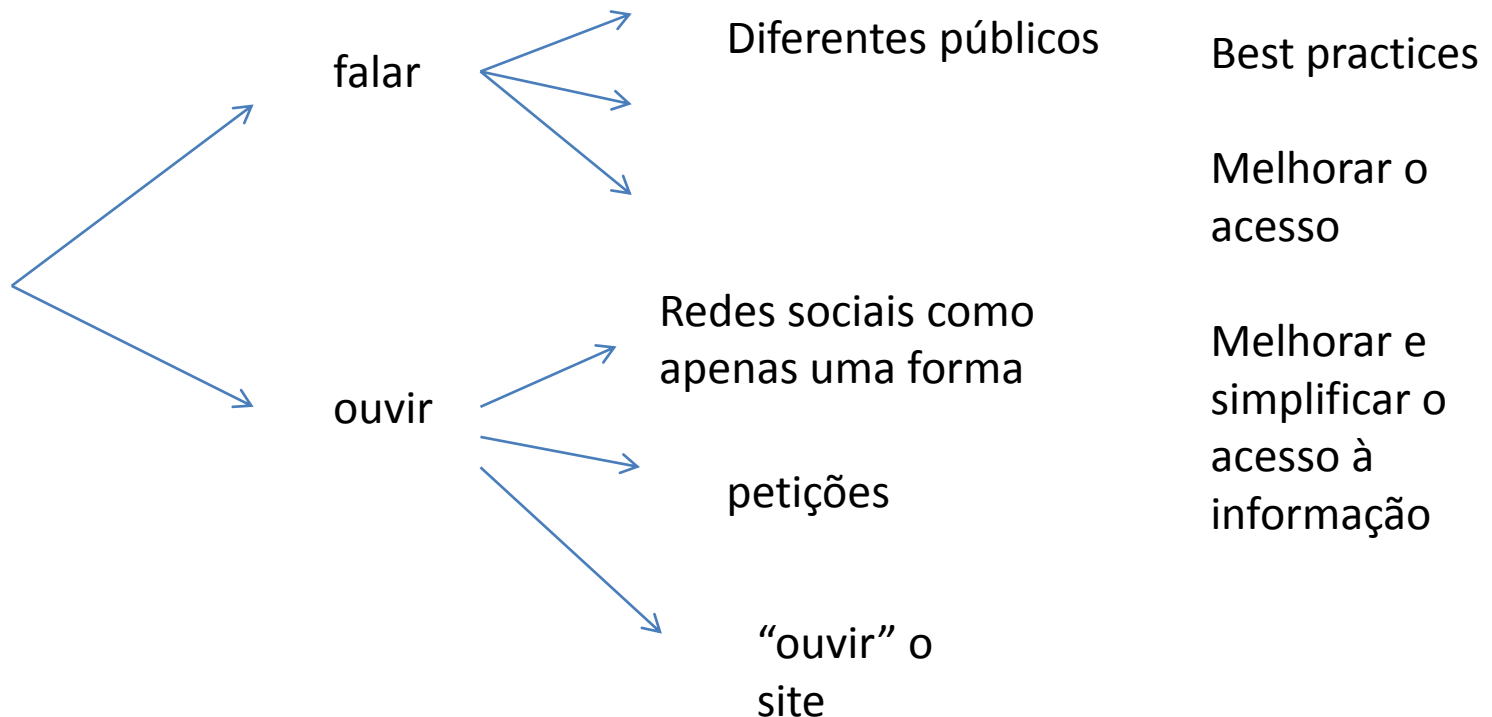 falar
Diferentes públicos
Best practices
Melhorar o
acesso
ouvir
Redes sociais como
apenas uma forma
petições
“ouvir” o
site
Melhorar e
simplificar o
acesso à
informação